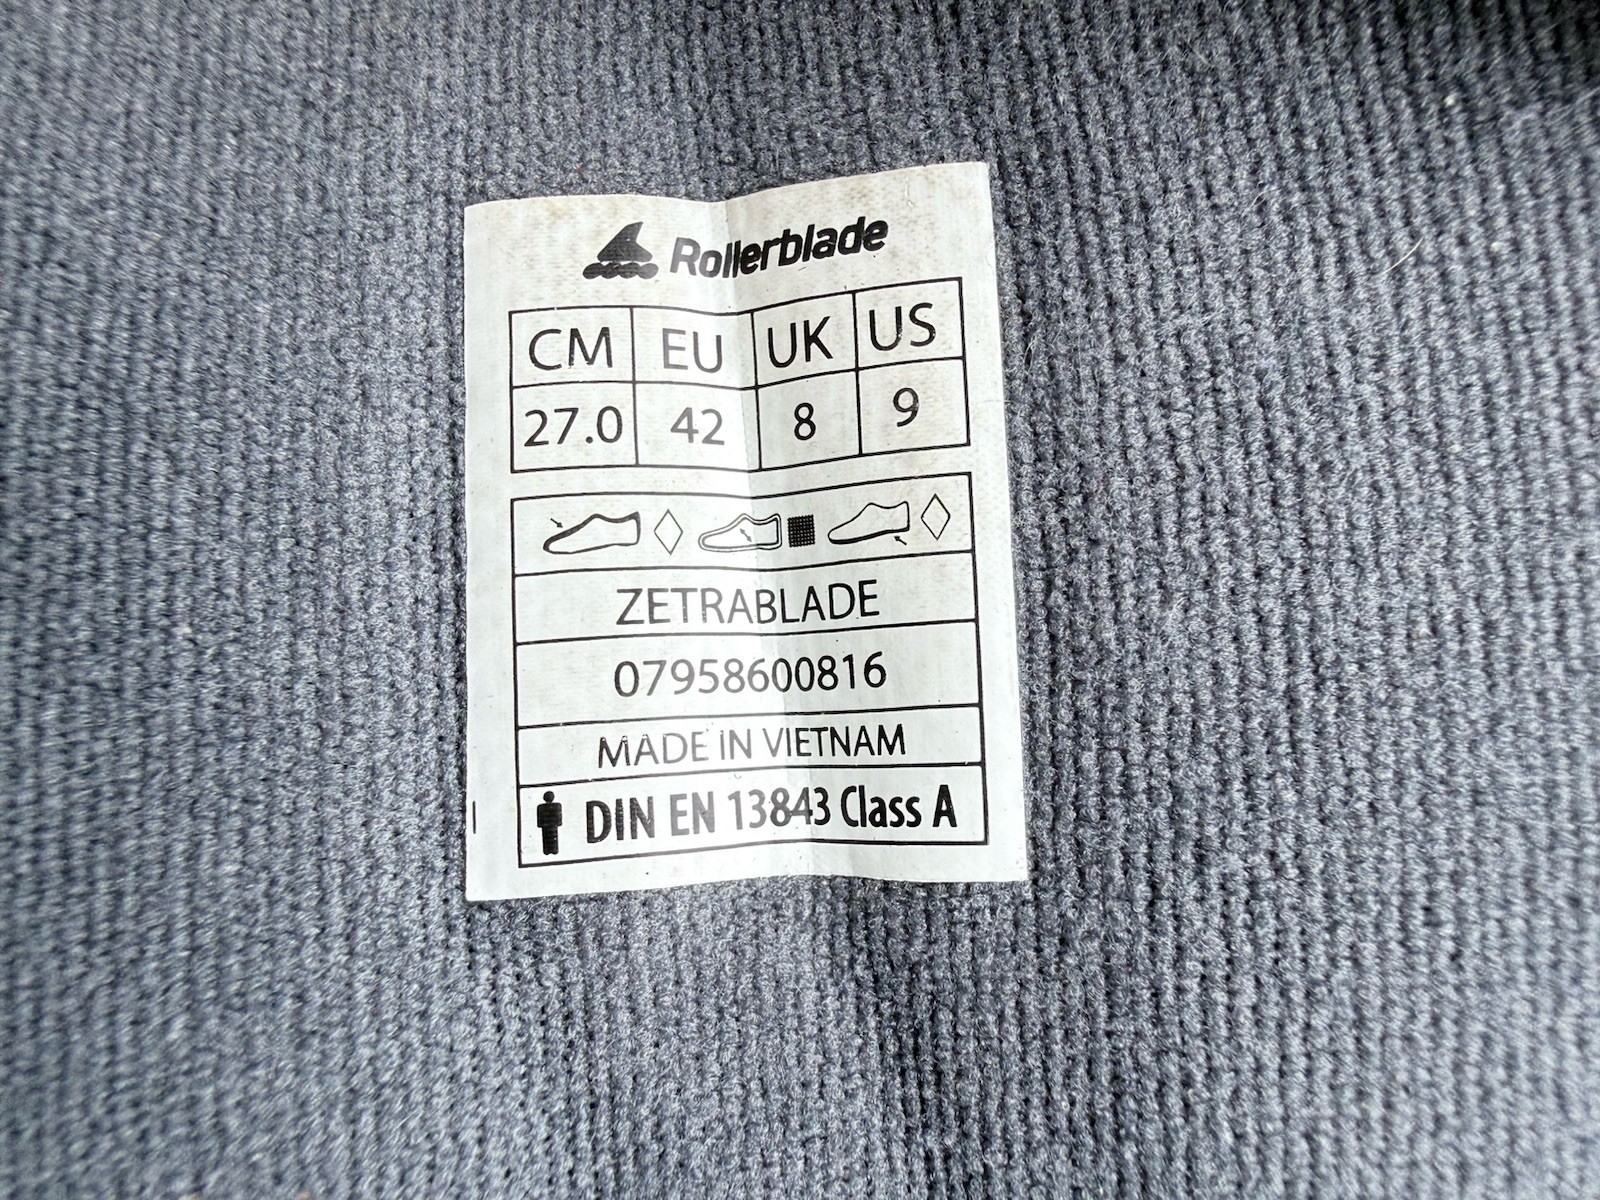 Rollerblade
CM EU UK US
27.0 42 8 9
ZETRABLADE
07958600816
MADE IN VIETNAM
DIN EN 13843 Class A